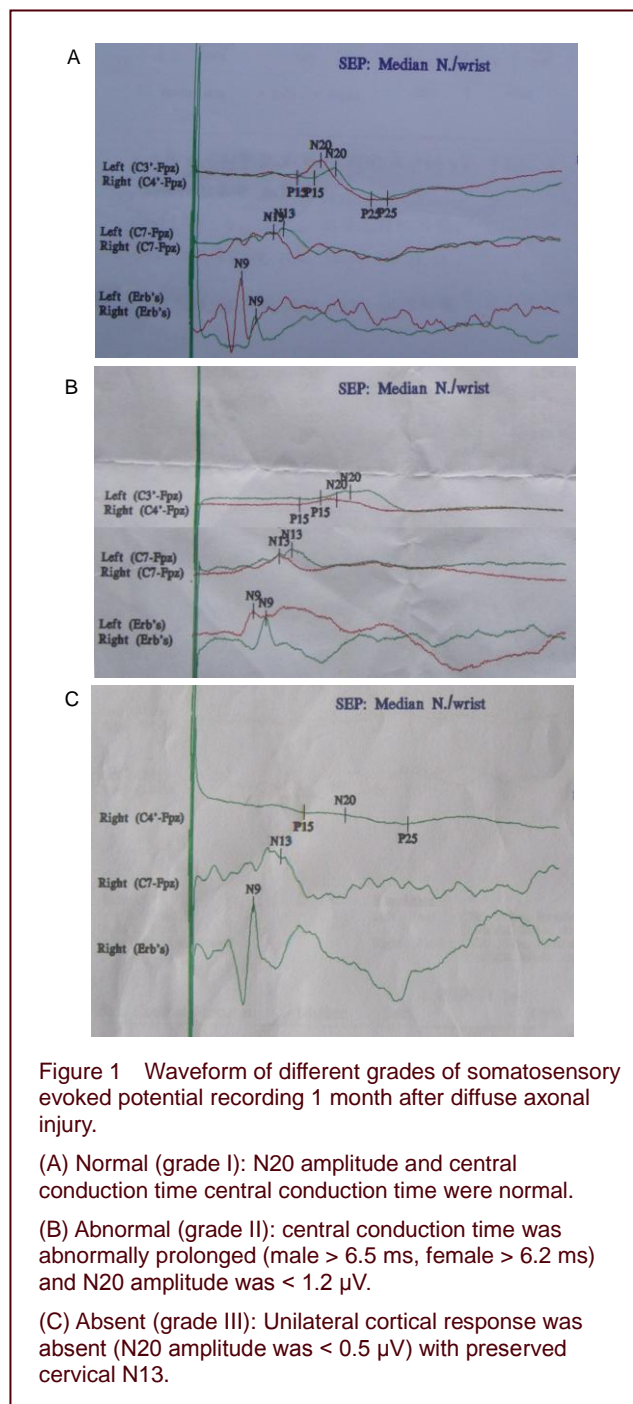 A
SEP: Median N./wrist
N20
N20
Left (C3'-Fpz)
Right (C4'-Fpz)
P15 P15
P25 P25
N13 N13
Left (C7-Fpz)
Right (C7-Fpz)
N9
N9
Left (Erb's)
Right (Erb's)
B
SEP: Median N./wrist
N20 N20
Left (C3'-Fpz)
Right (C4'-Fpz)
P15 P15
N13
N13
Left (C7-Fpz)
Right (C7-Fpz)
N9 N9
Left (Erb's)
Right (Erb's)
C
SEP: Median N./wrist
N20
Right (C4'-Fpz)
P15
P25
N13
Right (C7-Fpz)
N9
Right (Erb's)
Figure 1 Waveform of different grades of somatosensory
evoked potential recording 1 month after diffuse axonal
injury.
(A) Normal (grade I): N20 amplitude and central
conduction time central conduction time were normal.
(B) Abnormal (grade II): central conduction time was
abnormally prolonged (male > 6.5 ms, female > 6.2 ms)
and N20 amplitude was < 1.2 μV.
(C) Absent (grade III): Unilateral cortical response was
absent (N20 amplitude was < 0.5 μV) with preserved
cervical N13.